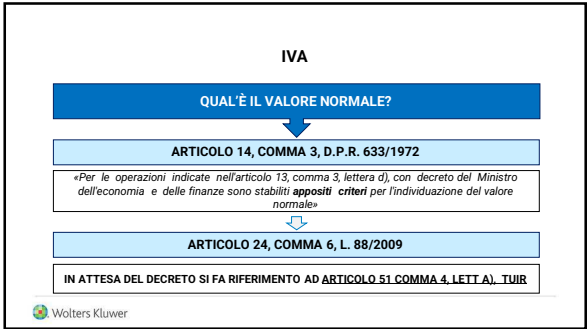 IVA
QUAL'È IL VALORE NORMALE?
ARTICOLO 14, COMMA 3, D.P.R. 633/1972
«Per le operazioni indicate nell'articolo 13, comma 3, lettera d), con decreto del Ministro
dell'economia e delle finanze sono stabiliti appositi criteri per l'individuazione del valore
normale»
ARTICOLO 24, COMMA 6, L. 88/2009
IN ATTESA DEL DECRETO SI FA RIFERIMENTO AD ARTICOLO 51 COMMA 4, LETT A), TUIR
Wolters Kluwer